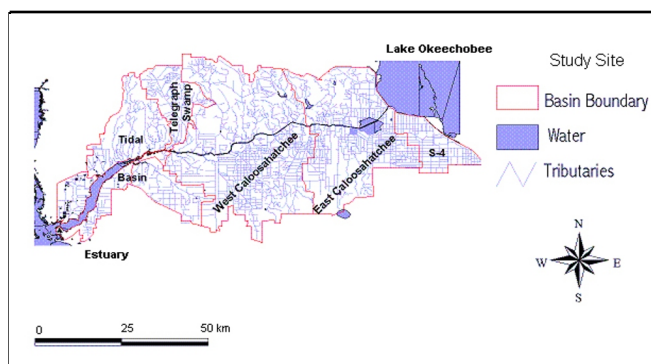 Lake Okeechobee
Study Site
Basin Boundary
Water
Tributaries
Telegraph
Swamp
Tidal
Basin
West Caloosahatchee
East Caloosahatchee
S-4
Estuary
N
W E
S
0 25 50 km